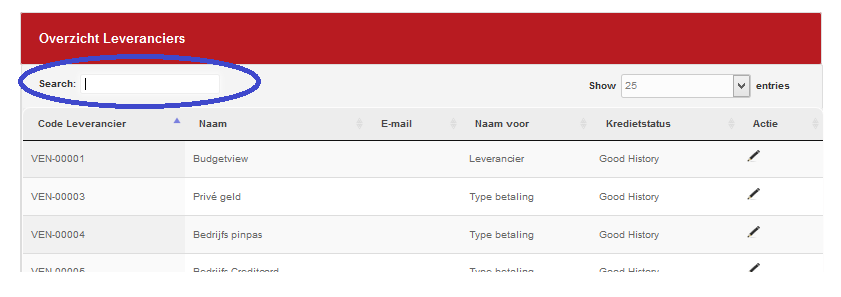 Overzicht Leveranciers
Search: Show 25 entries
Code Leverancier Naam E-mail Naam voor Kredietstatus Actie
VEN-00001 Budgetview Leverancier Good History
VEN-00003 Privé geld Type betaling Good History
VEN-00004 Bedrijfs pinpas Type betaling Good History
VEN-00005 Bedrijfs Creditcard Type betaling Good History